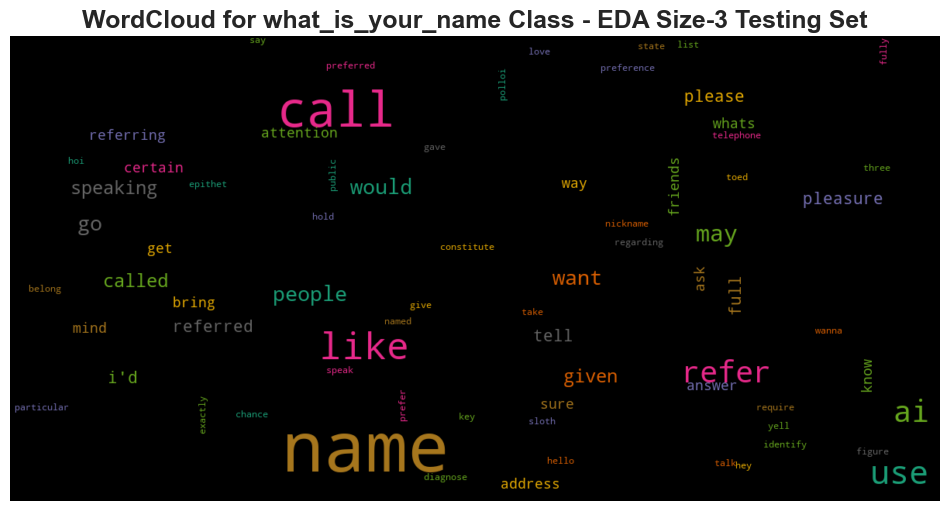 WordCloud for what_is_your_name Class - EDA Size-3 Testing Set
say
love
state
list
fully
preferred
preference
polloi
call
please
whats
telephone
referring
attention
gave
hoi
certain
public
friends
three
speaking
epithet
would
way
toed
pleasure
go
hold
nickname
may
get
constitute
regarding
called
want
ask
full
belong
bring
people
give
mind
referred
named
take
tell
wanna
like
speak
i'd
given
refer
answer
know
particular
exactly
chance
prefer
key
sure
sloth
require
ai
yell
name
identify
hello
talk
hey
figure
diagnose
address
use